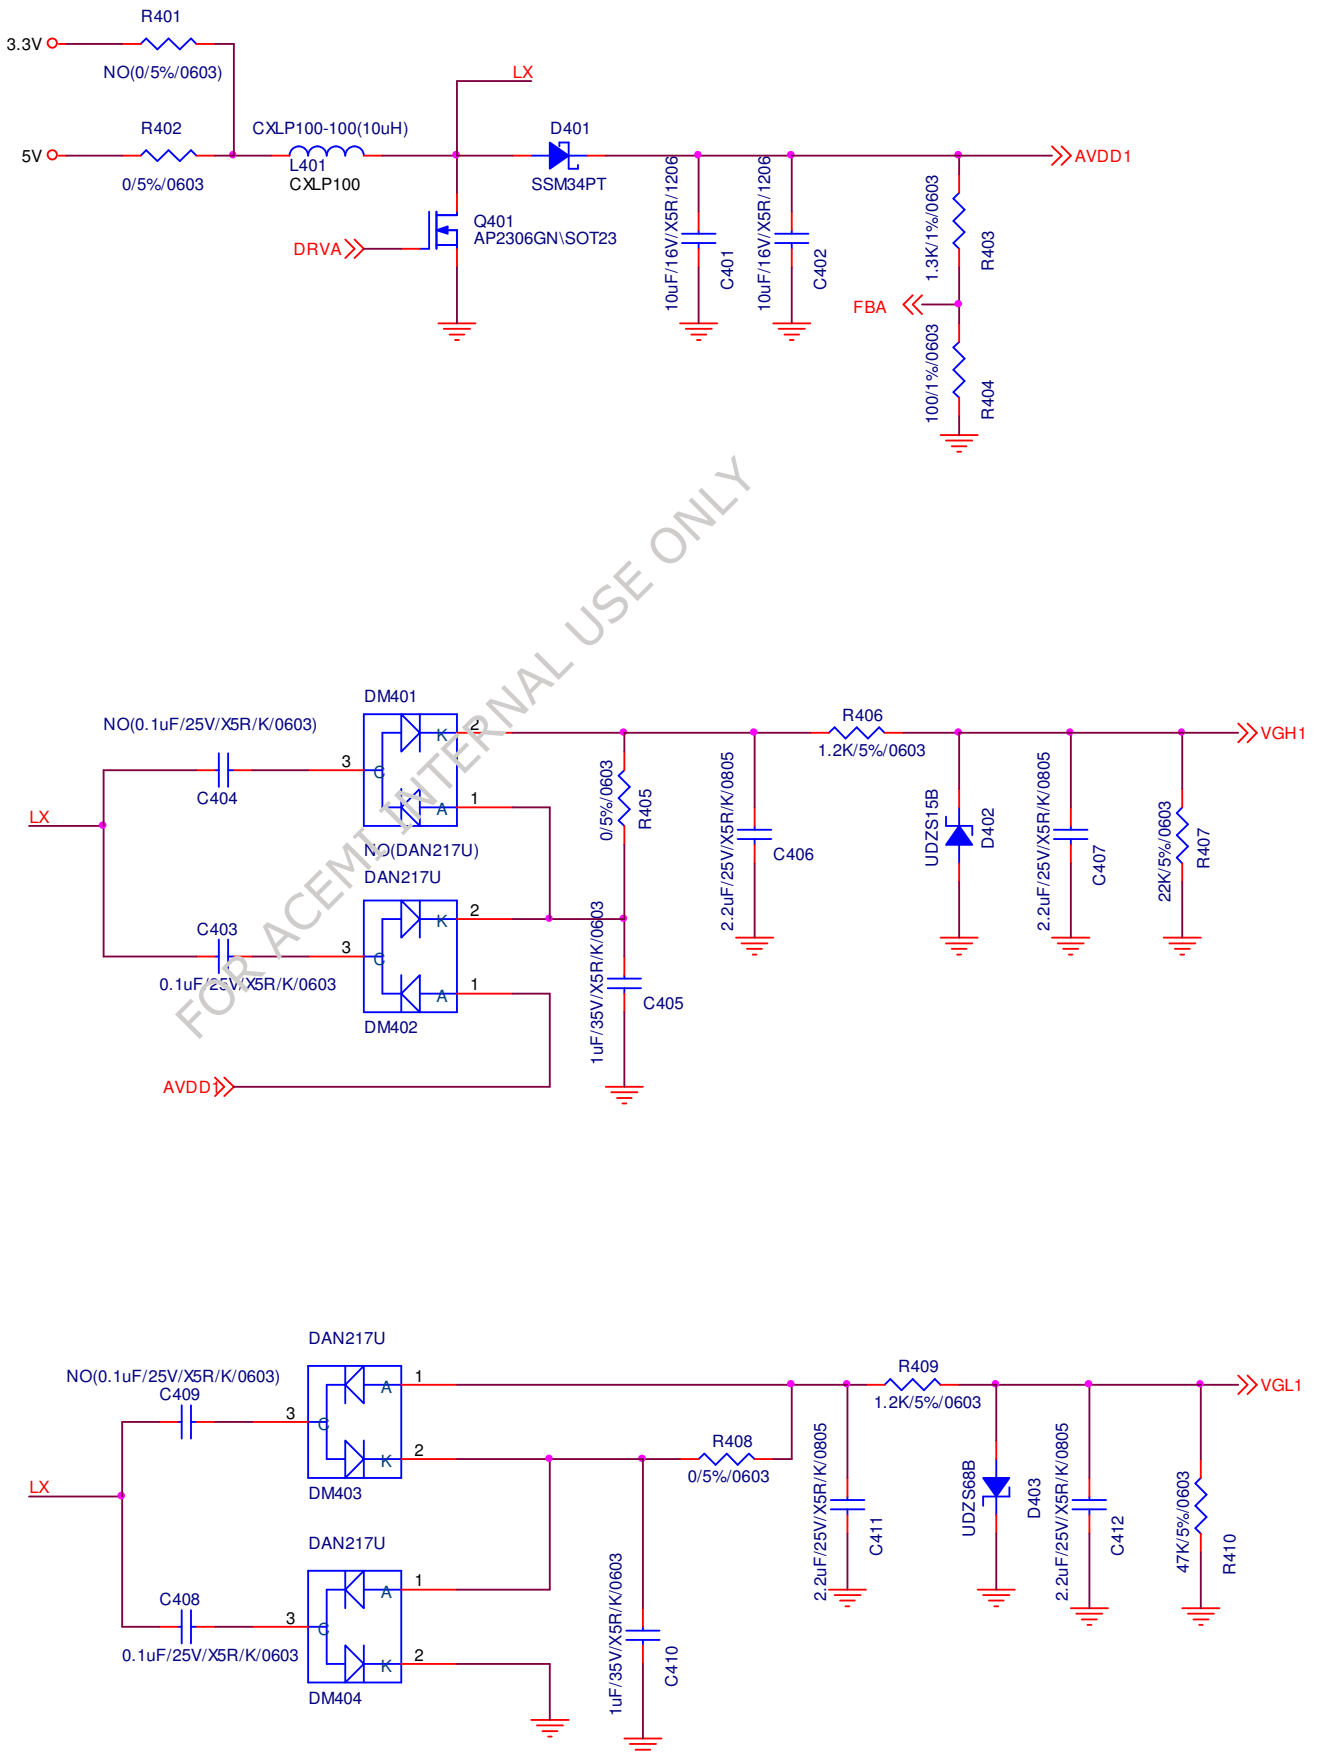 R401
3.3V
NO(0/5%/0603)
LX
R402
CXLP100-100(10uH)
D401
5V
L401
0/5%/0603
CXLP100
SSM34PT
AVDD1
Q401
AP2306GN\SOT23
DRVA
10uF/16V/X5R/1206
C401
10uF/16V/X5R/1206
C402
1.3K/1%/0603
R403
FBA
100/1%/0603
R404
FOR ACEMI INTERNAL USE ONLY
DM401
NO(0.1uF/25V/X5R/K/0603)
2
K
R406
1.2K/5%/0603
VGH1
3
C
C404
1
A
LX
NO(DAN217U)
DAN217U
0/5%/0603
R405
2.2uF/25V/X5R/K/0805
C406
UDZS15B
D402
2.2uF/25V/X5R/K/0805
C407
22K/5%/0603
R407
C403
2
K
3
C
0.1uF/25V/X5R/K/0603
1
A
DM402
1uF/35V/X5R/K/0603
C405
AVDD1
DAN217U
NO(0.1uF/25V/X5R/K/0603)
C409
1
A
R409
1.2K/5%/0603
VGL1
3
C
2
K
R408
0/5%/0603
DM403
LX
2.2uF/25V/X5R/K/0805
C411
UDZS68B
D403
2.2uF/25V/X5R/K/0805
C412
47K/5%/0603
R410
DAN217U
1
A
C408
3
C
0.1uF/25V/X5R/K/0603
2
K
DM404
1uF/35V/X5R/K/0603
C410